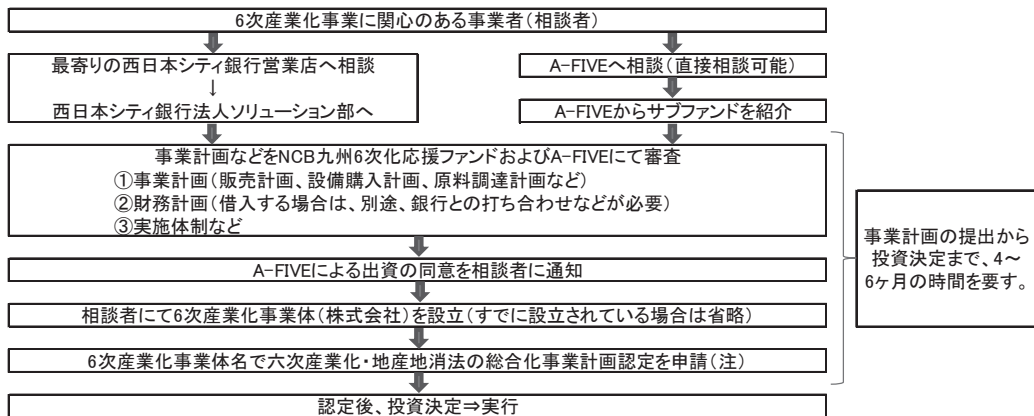 6次産業化事業に関心のある事業者(相談者)
最寄りの西日本シティ銀行営業店へ相談
↓
西日本シティ銀行法人ソリューション部へ
A-FIVEへ相談(直接相談可能)
A-FIVEからサブファンドを紹介
事業計画などをNCB九州6次化応援ファンドおよびA-FIVEにて審査
①事業計画(販売計画、設備購入計画、原料調達計画など)
②財務計画(借入する場合は、別途、銀行との打ち合わせなどが必要)
③実施体制など
A-FIVEによる出資の同意を相談者に通知
相談者にて6次産業化事業体(株式会社)を設立(すでに設立されている場合は省略)
6次産業化事業体名で六次産業化・地産地消法の総合化事業計画認定を申請(注)
認定後、投資決定⇒実行
事業計画の提出から
投資決定まで、4～
6ヶ月の時間を要す。